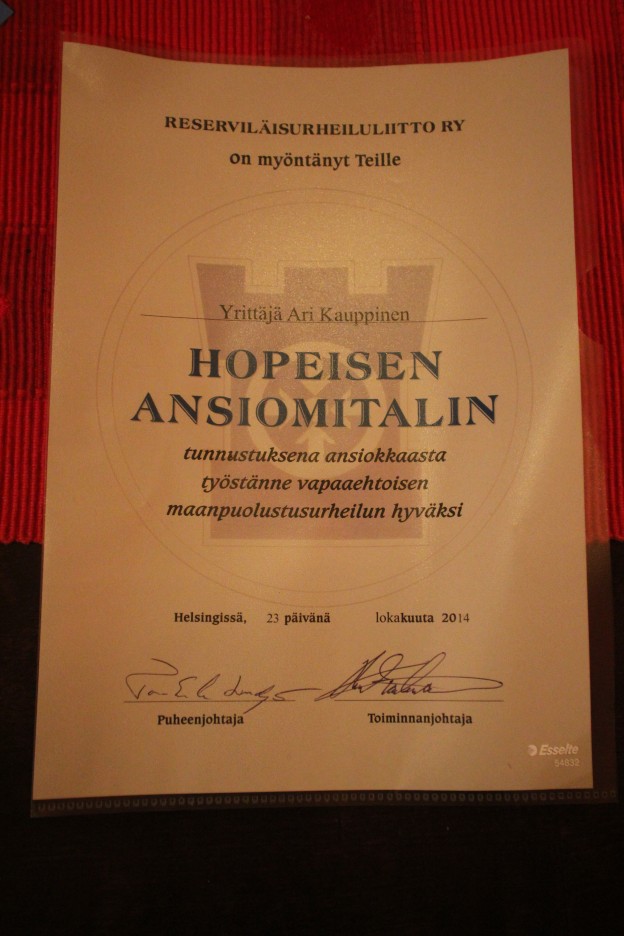 RESERVILÄISURHEILULIITTO RY
on myöntänyt Teille
Yrittäjä Ari Kauppinen
HOPEISEN
ANSIOMITALIN
tunnustuksena ansiokkaasta
työstänne vapaaehtoisen
maanpuolustusurheilun hyväksi
Helsingissä, 23 päivänä lokakuuta 2014
Puheenjohtaja Toiminnanjohtaja
Esselte
54832